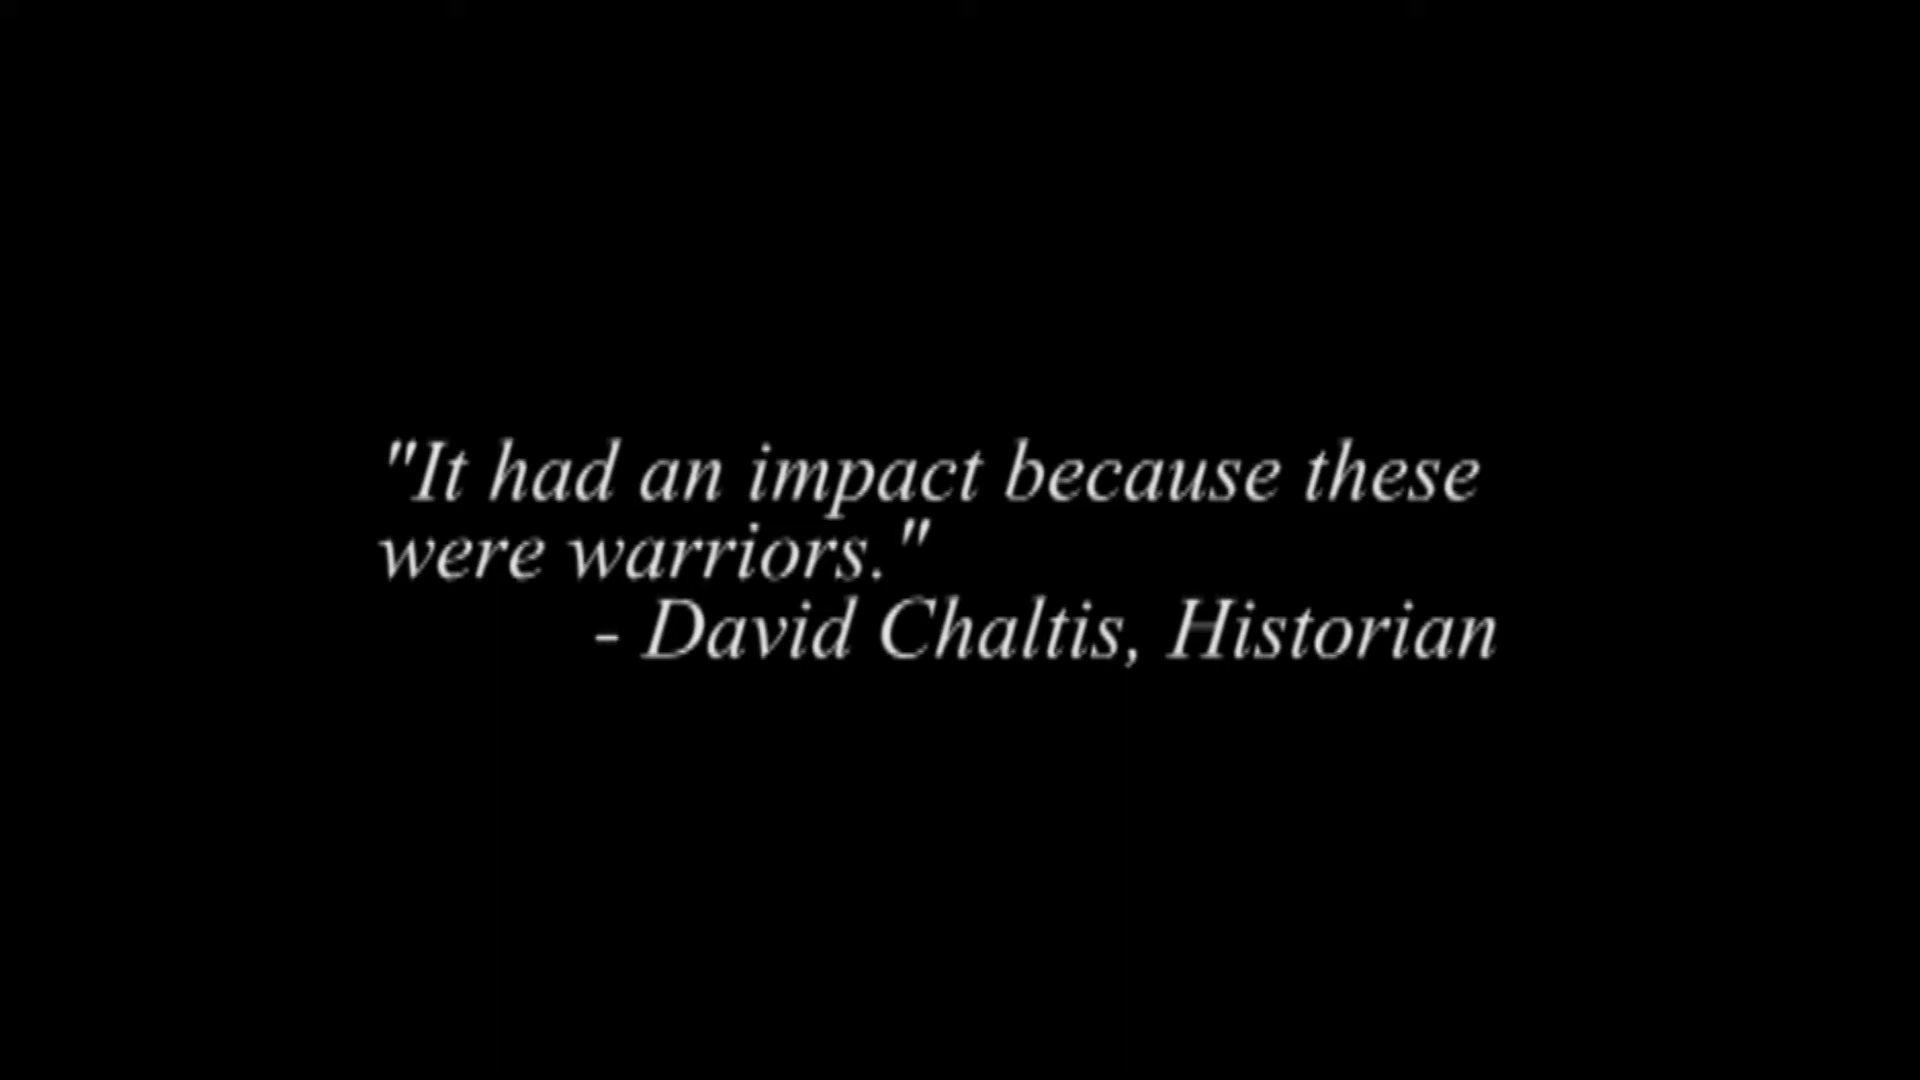 "It had an impact because these
were warriors."
- David Chaltis, Historian